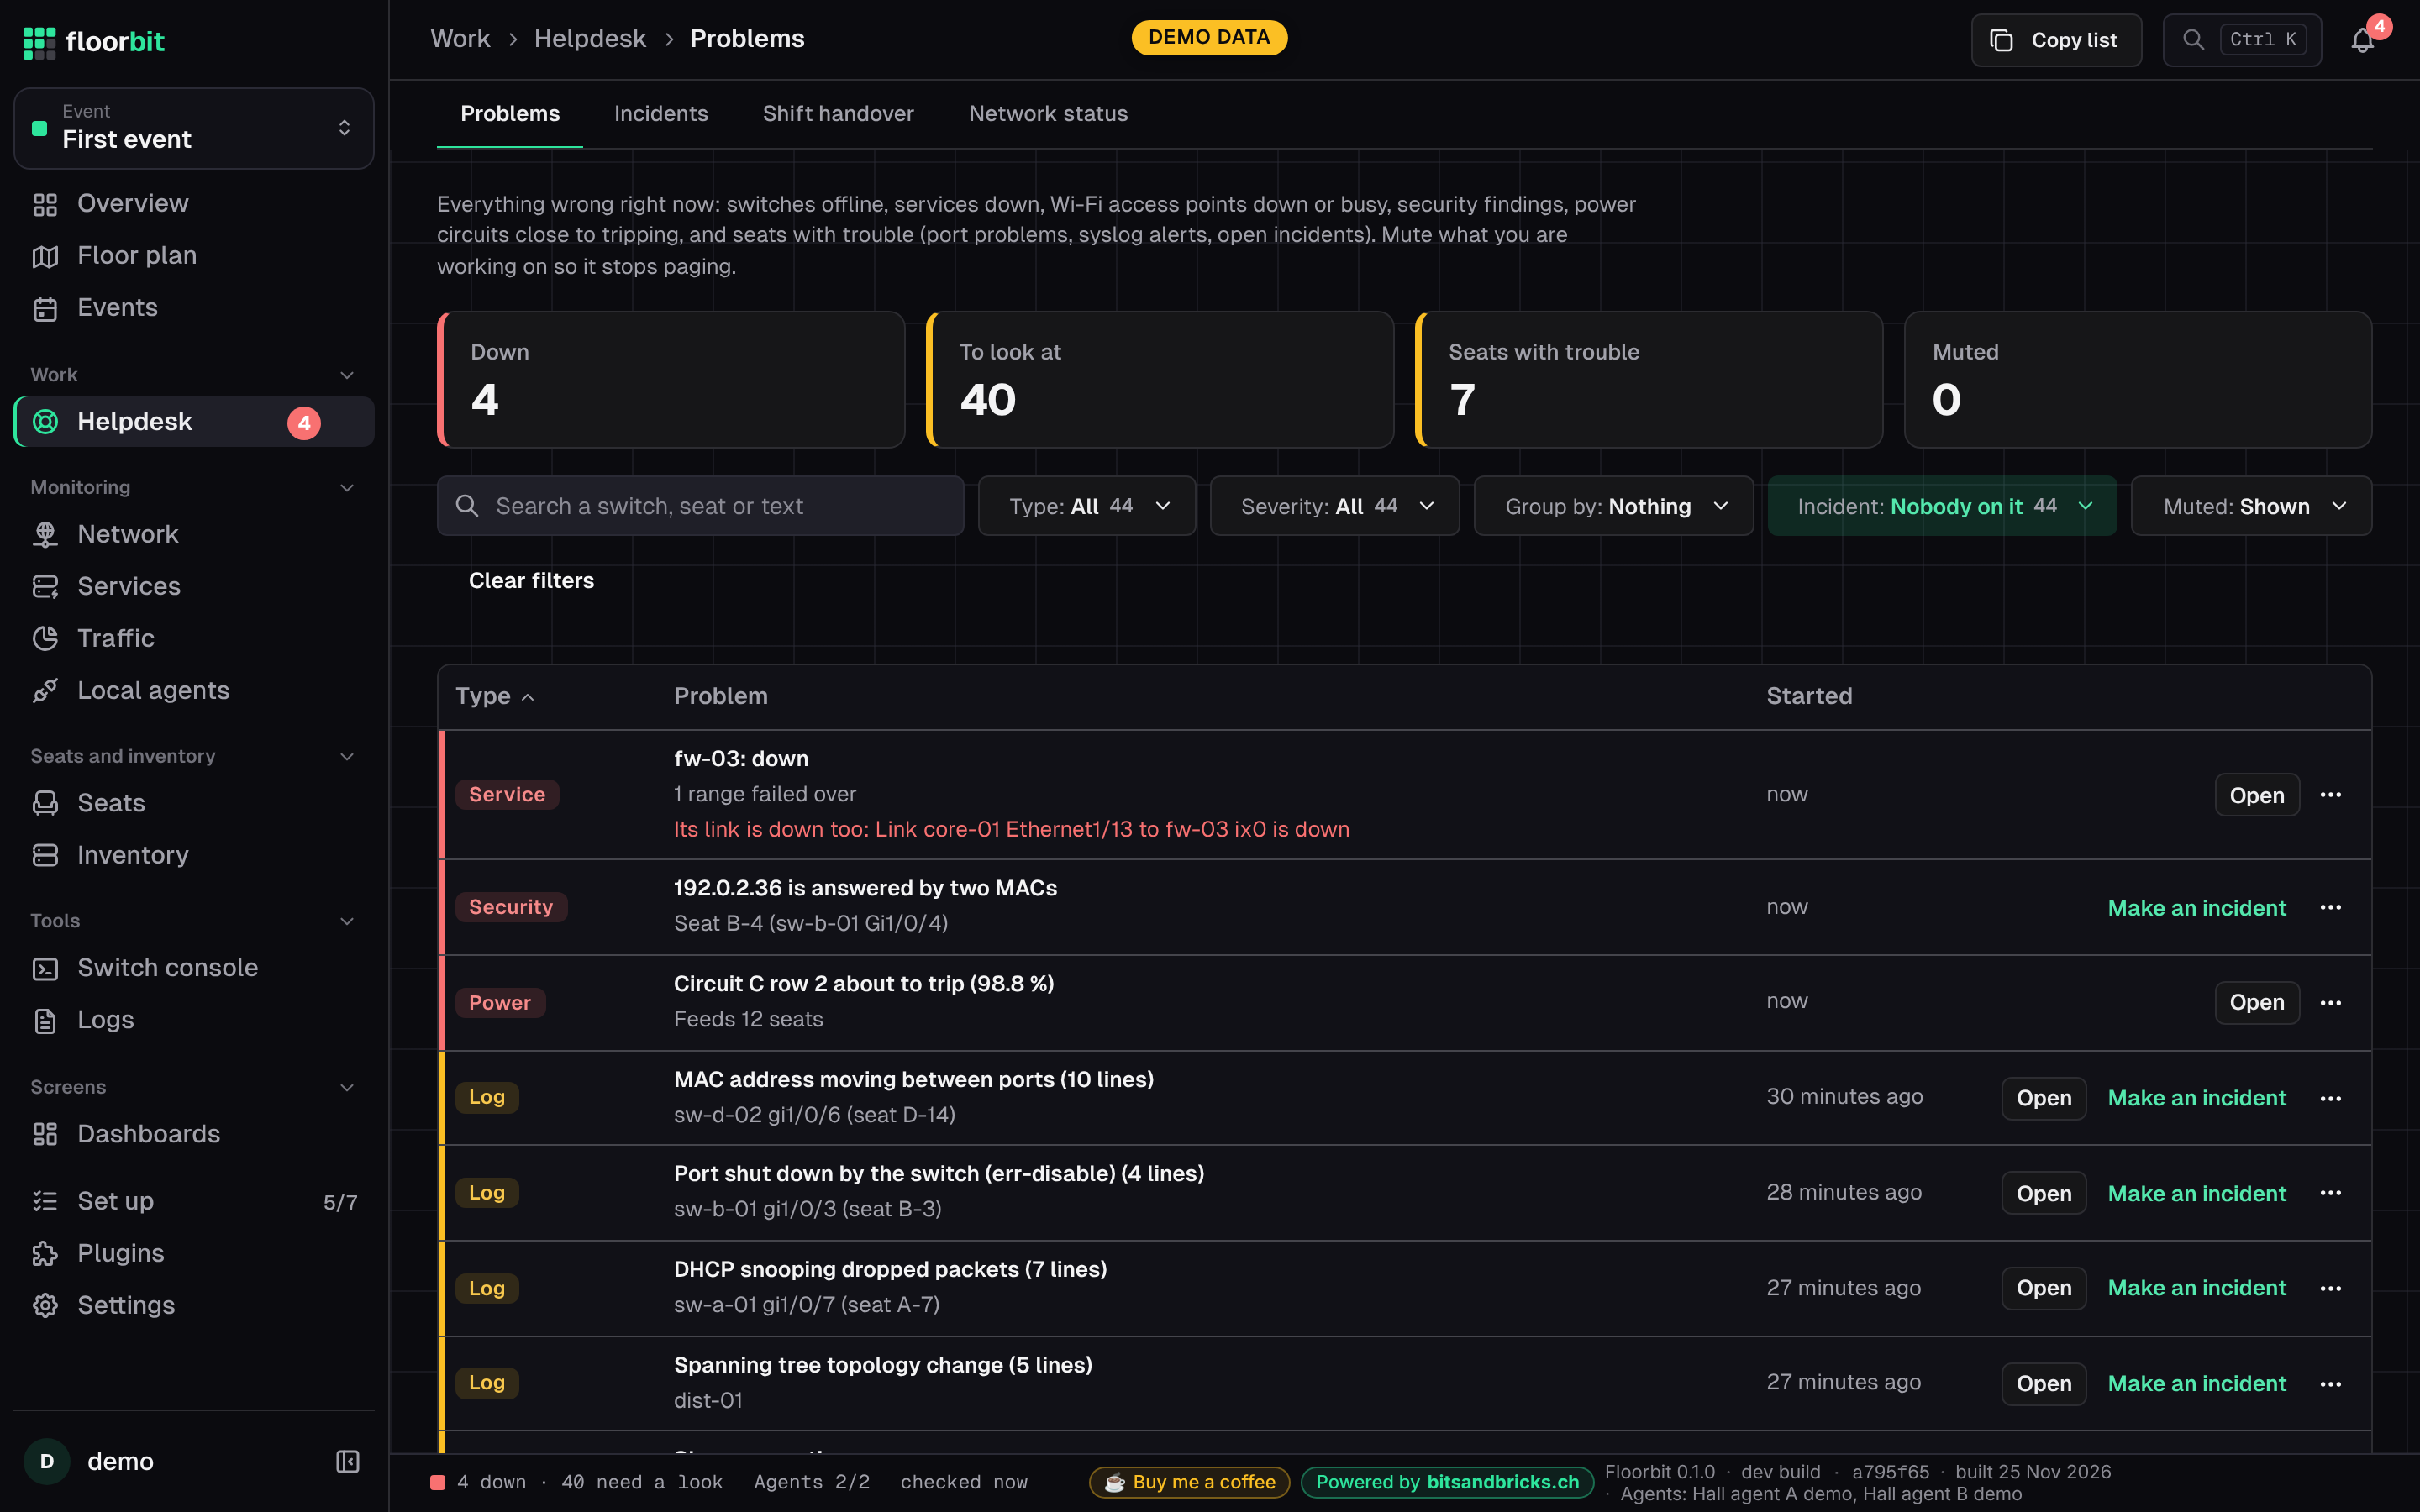 floorbit
Work > Helpdesk > Problems
DEMO DATA
Copy list
Ctrl K
4
Event
First event
Overview
Floor plan
Events
Work
Helpdesk 4
Monitoring
Network
Services
Traffic
Local agents
Seats and inventory
Seats
Inventory
Tools
Switch console
Logs
Screens
Dashboards
Set up 5/7
Plugins
Settings
D demo
Problems Incidents Shift handover Network status
Everything wrong right now: switches offline, services down, Wi-Fi access points down or busy, security findings, power
circuits close to tripping, and seats with trouble (port problems, syslog alerts, open incidents). Mute what you are
working on so it stops paging.
Down
4
To look at
40
Seats with trouble
7
Muted
0
Search a switch, seat or text
Type: All 44
Severity: All 44
Group by: Nothing
Incident: Nobody on it 44
Muted: Shown
Clear filters
Type Problem Started
Service
fw-03: down
1 range failed over
Its link is down too: Link core-01 Ethernet1/13 to fw-03 ix0 is down
now
Open
Security
192.0.2.36 is answered by two MACs
Seat B-4 (sw-b-01 Gi1/0/4)
now
Make an incident
Power
Circuit C row 2 about to trip (98.8 %)
Feeds 12 seats
now
Open
Log
MAC address moving between ports (10 lines)
sw-d-02 gi1/0/6 (seat D-14)
30 minutes ago
Open Make an incident
Log
Port shut down by the switch (err-disable) (4 lines)
sw-b-01 gi1/0/3 (seat B-3)
28 minutes ago
Open Make an incident
Log
DHCP snooping dropped packets (7 lines)
sw-a-01 gi1/0/7 (seat A-7)
27 minutes ago
Open Make an incident
Log
Spanning tree topology change (5 lines)
dist-01
27 minutes ago
Open Make an incident
4 down · 40 need a look Agents 2/2 checked now
Buy me a coffee
Powered by bitsandbricks.ch
Floorbit 0.1.0 · dev build · a795f65 · built 25 Nov 2026
· Agents: Hall agent A demo, Hall agent B demo